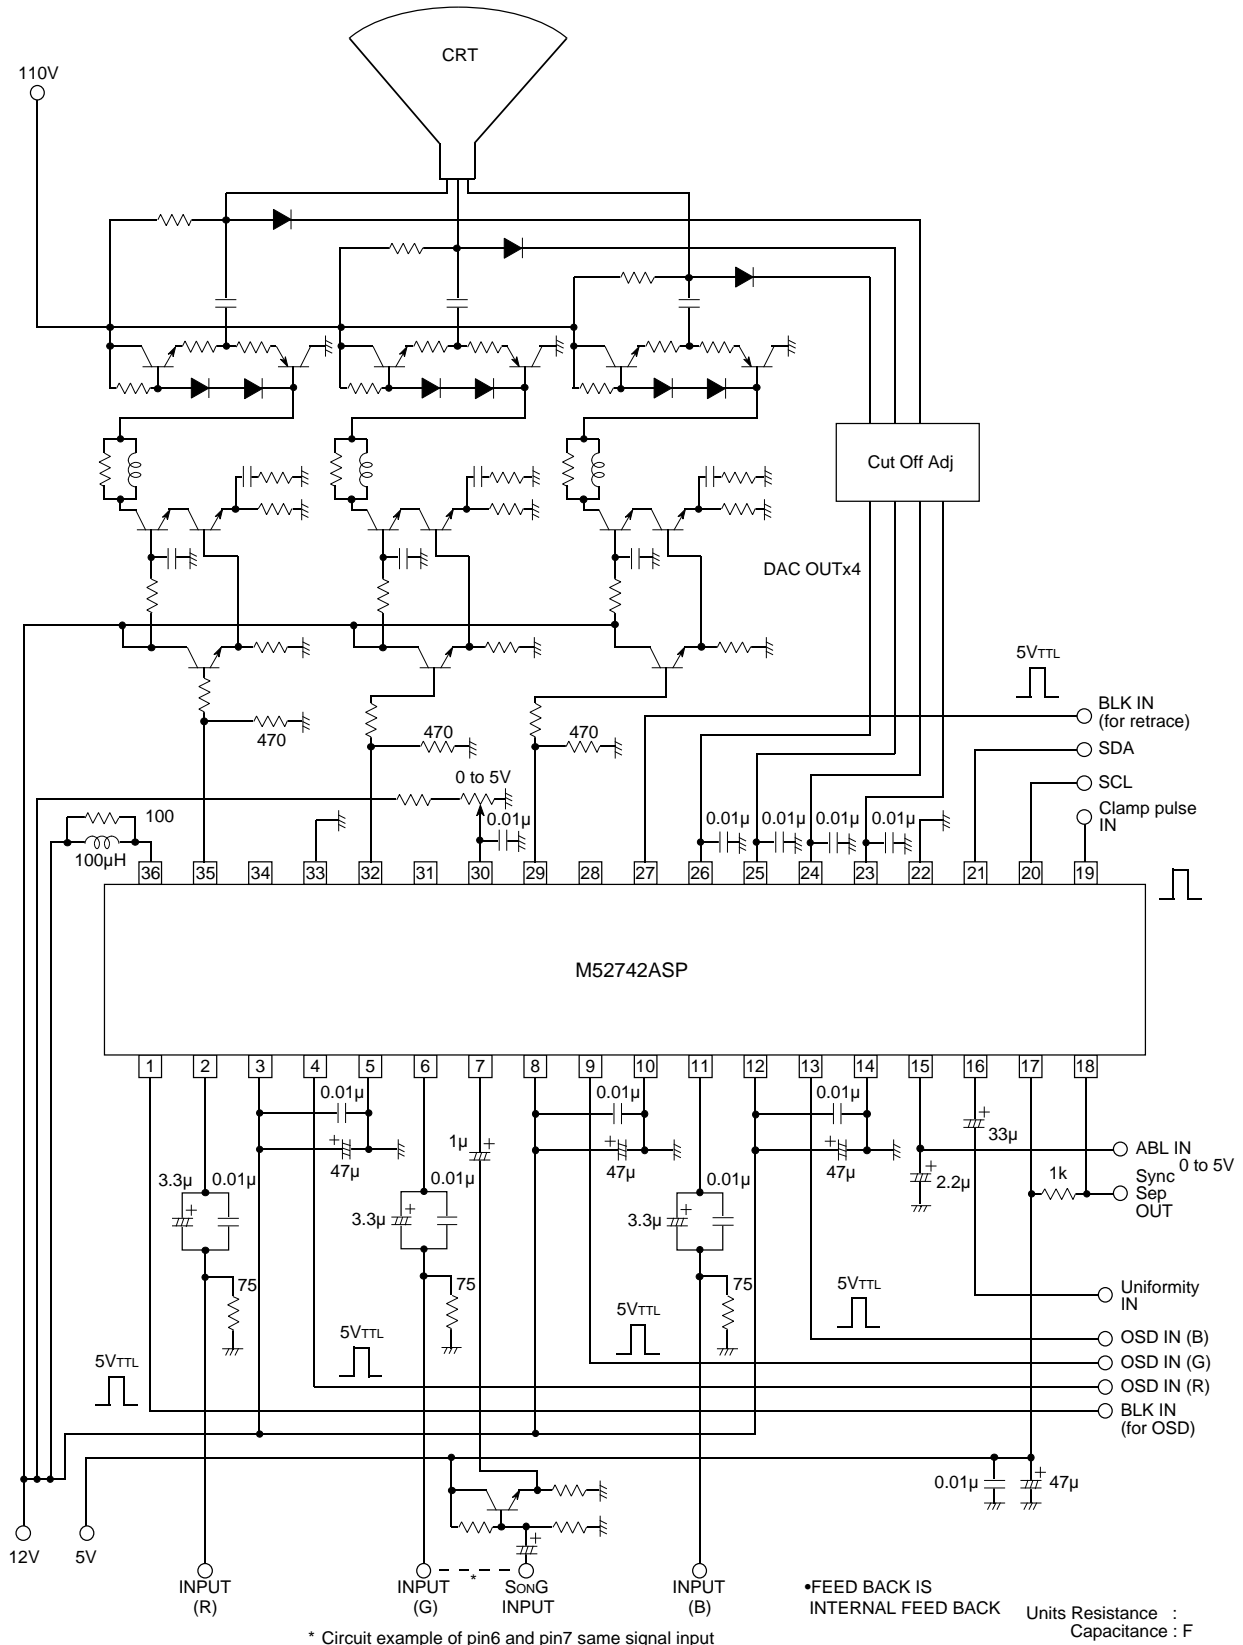 CRT
110V
Cut Off Adj
DAC OUTx4
5VTTL
BLK IN
(for retrace)
470
470
470
SDA
0 to 5V
SCL
100
0.01µ
0.01µ
0.01µ
0.01µ
0.01µ
Clamp pulse
IN
100µH
36
35
34
33
32
31
30
29
28
27
26
25
24
23
22
21
20
19
M52742ASP
1
2
3
4
5
6
7
8
9
10
11
12
13
14
15
16
17
18
0.01µ
0.01µ
0.01µ
+
+
33µ
1µ
+
47µ
+
47µ
+
47µ
ABL IN
0 to 5V
3.3µ
0.01µ
+
3.3µ
0.01µ
+
3.3µ
0.01µ
+
+
2.2µ
1k
Sync
Sep
OUT
75
75
75
5VTTL
Uniformity
IN
5VTTL
5VTTL
OSD IN (B)
5VTTL
OSD IN (G)
OSD IN (R)
BLK IN
(for OSD)
0.01µ
+
47µ
+
12V
5V
INPUT
(R)
INPUT
(G)
*
SONG
INPUT
INPUT
(B)
•FEED BACK IS
INTERNAL FEED BACK
Units Resistance :
Capacitance : F
* Circuit example of pin6 and pin7 same signal input